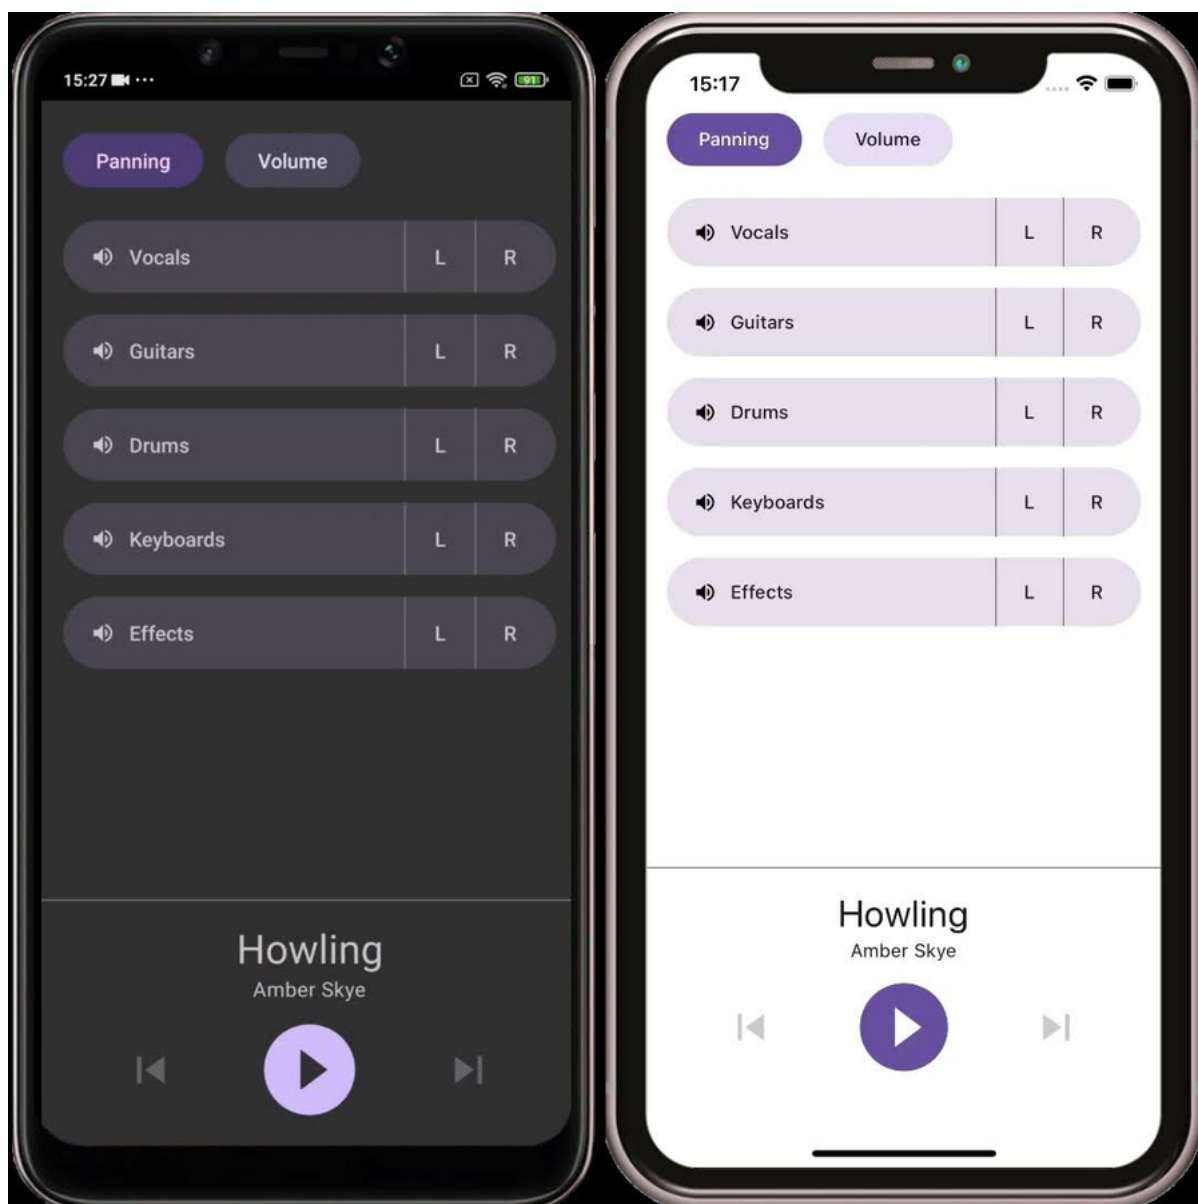 15:27
91
Panning Volume
Vocals L R
Guitars L R
Drums L R
Keyboards L R
Effects L R
Howling
Amber Skye
15:17
Panning Volume
Vocals L R
Guitars L R
Drums L R
Keyboards L R
Effects L R
Howling
Amber Skye